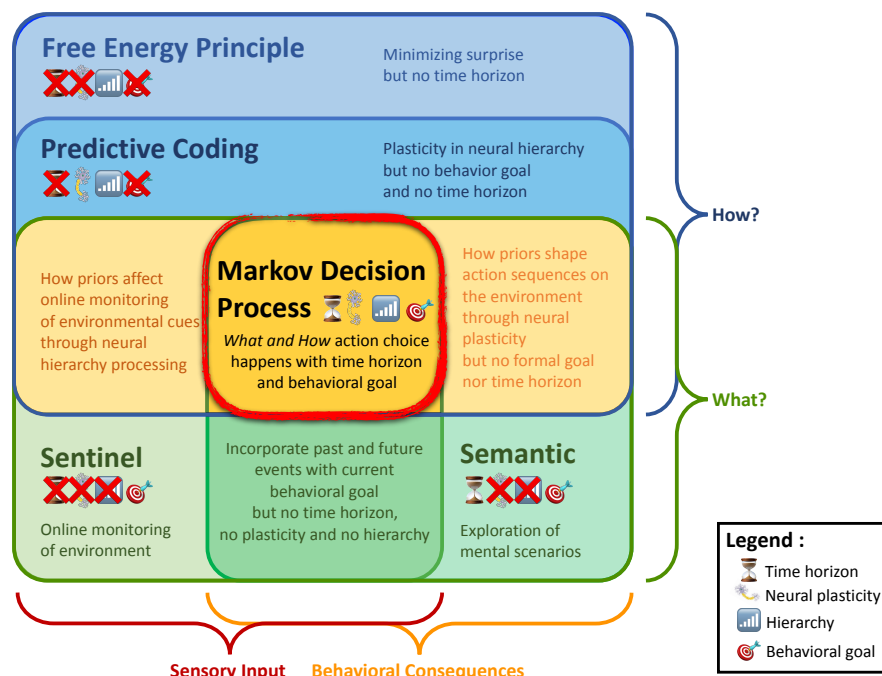 Free Energy Principle
Minimizing surprise
but no time horizon
Predictive Coding
Plasticity in neural hierarchy
but no behavior goal
and no time horizon
How?
How priors affect
online monitoring
of environmental cues
through neural
hierarchy processing
Markov Decision
Process
What and How action choice
happens with time horizon
and behavioral goal
How priors shape
action sequences on
the environment
through neural
plasticity
but no formal goal
nor time horizon
What?
Sentinel
Online monitoring
of environment
Incorporate past and future
events with current
behavioral goal
but no time horizon,
no plasticity and no hierarchy
Semantic
Exploration of
mental scenarios
Legend :
Time horizon
Neural plasticity
Hierarchy
Behavioral goal
Sensory Input
Behavioral Consequences